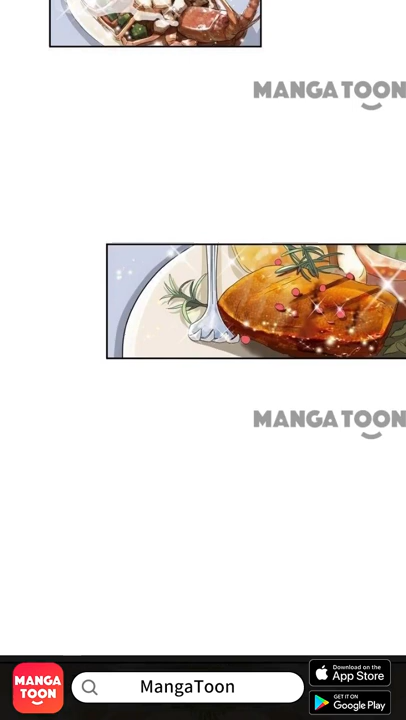 MANGATOON
MANGATOON
MANGA
TOON
MangaToon
Download on the
App Store
GET IT ON
Google Play